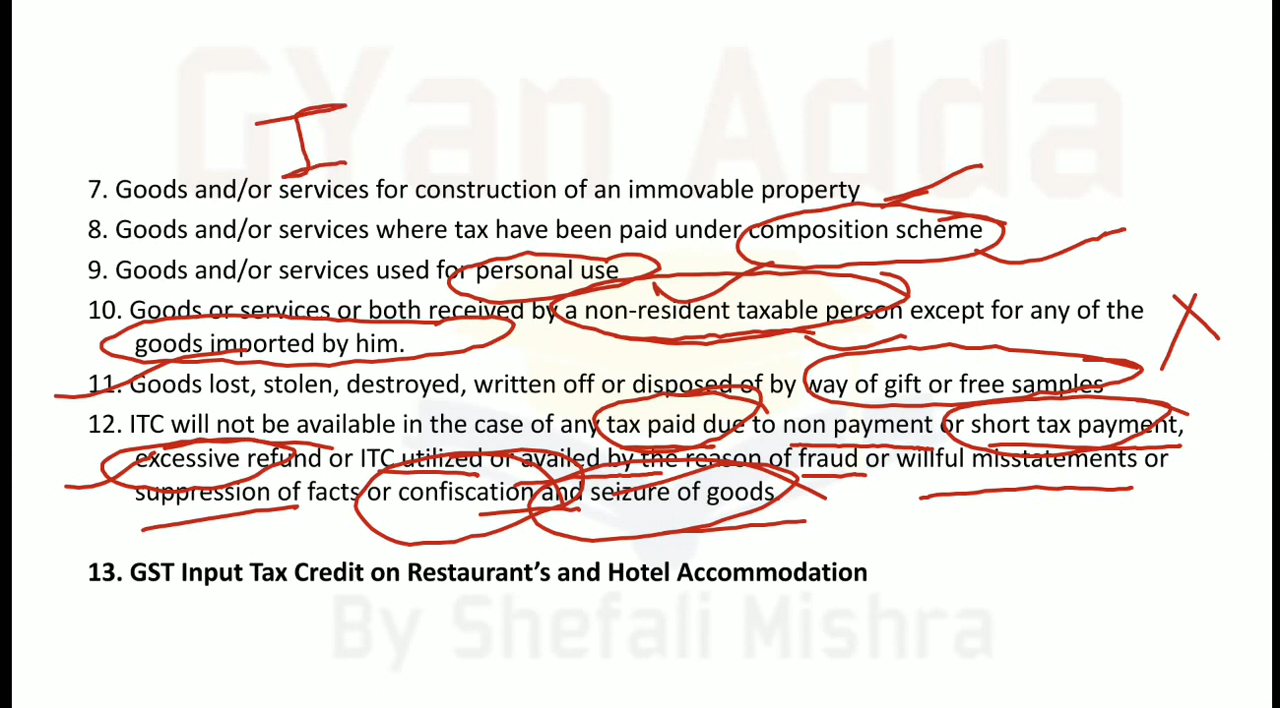 GYan Adda
I
7. Goods and/or services for construction of an immovable property
8. Goods and/or services where tax have been paid under composition scheme
9. Goods and/or services used for personal use
10. Goods or services or both received by a non-resident taxable person except for any of the
goods imported by him.
11. Goods lost, stolen, destroyed, written off or disposed of by way of gift or free samples
12. ITC will not be available in the case of any tax paid due to non payment or short tax payment,
excessive refund or ITC utilized or availed by the reason of fraud or willful misstatements or
suppression of facts or confiscation and seizure of goods
13. GST Input Tax Credit on Restaurant's and Hotel Accommodation
By Shefali Mishra